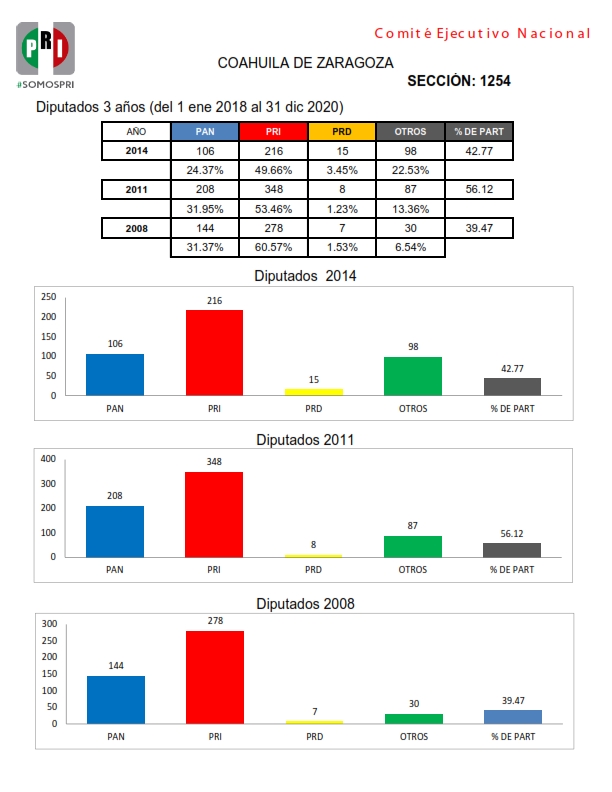 PRI
#SOMOSPRI
Comité Ejecutivo Nacional
COAHUILA DE ZARAGOZA
SECCIÓN: 1254
Diputados 3 años (del 1 ene 2018 al 31 dic 2020)
AÑO PAN PRI PRD OTROS % DE PART
2014 106 216 15 98 42.77
24.37% 49.66% 3.45% 22.53%
2011 208 348 8 87 56.12
31.95% 53.46% 1.23% 13.36%
2008 144 278 7 30 39.47
31.37% 60.57% 1.53% 6.54%
Diputados 2014
250
200
150
100
50
0
106 216 15 98 42.77
PAN PRI PRD OTROS % DE PART
Diputados 2011
400
300
200
100
0
208 348 8 87 56.12
PAN PRI PRD OTROS % DE PART
Diputados 2008
300
250
200
150
100
50
0
144 278 7 30 39.47
PAN PRI PRD OTROS % DE PART